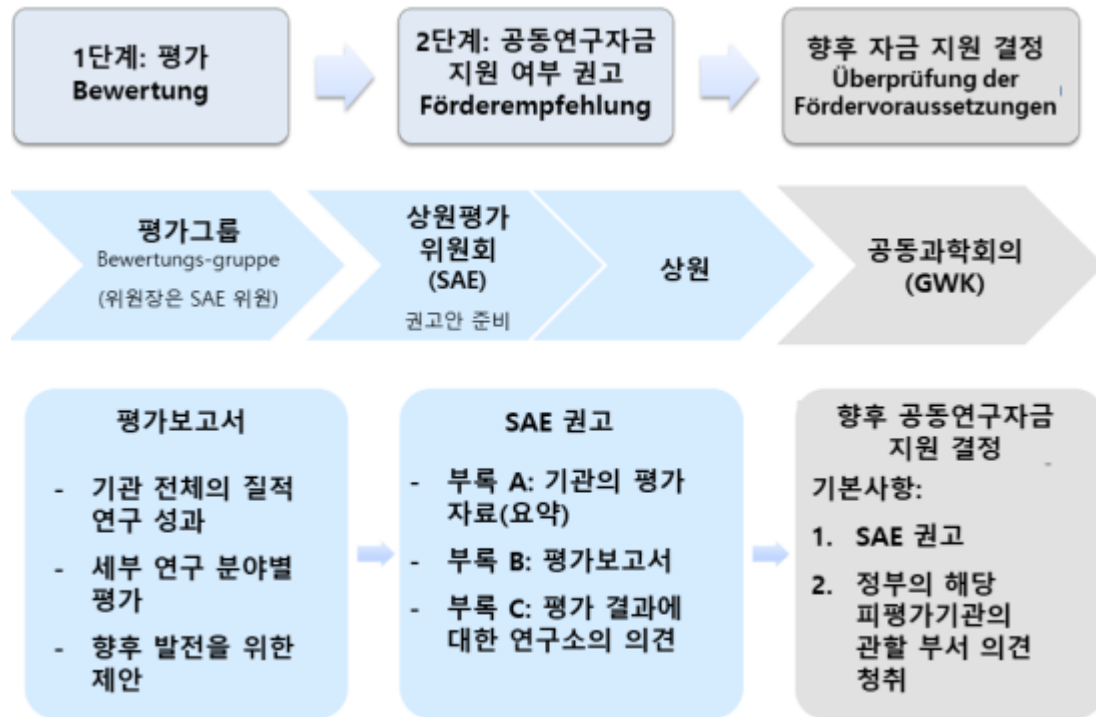 1단계: 평가
Bewertung
2단계: 공동연구자금
지원 여부 권고
Förderempfehlung
향후 자금 지원 결정
Überprüfung der
Fördervoraussetzungen
평가그룹
Bewertungs-gruppe
(위원장은 SAE 위원)
상원평가
위원회
(SAE)
권고안 준비
상원
공동과학회의
(GWK)
평가보고서
- 기관 전체의 질적
연구 성과
- 세부 연구 분야별
평가
- 향후 발전을 위한
제안
SAE 권고
- 부록 A: 기관의 평가
자료(요약)
- 부록 B: 평가보고서
- 부록 C: 평가 결과에
대한 연구소의 의견
향후 공동연구자금
지원 결정
기본사항:
1. SAE 권고
2. 정부의 해당
피평가기관의
관할 부서 의견
청취